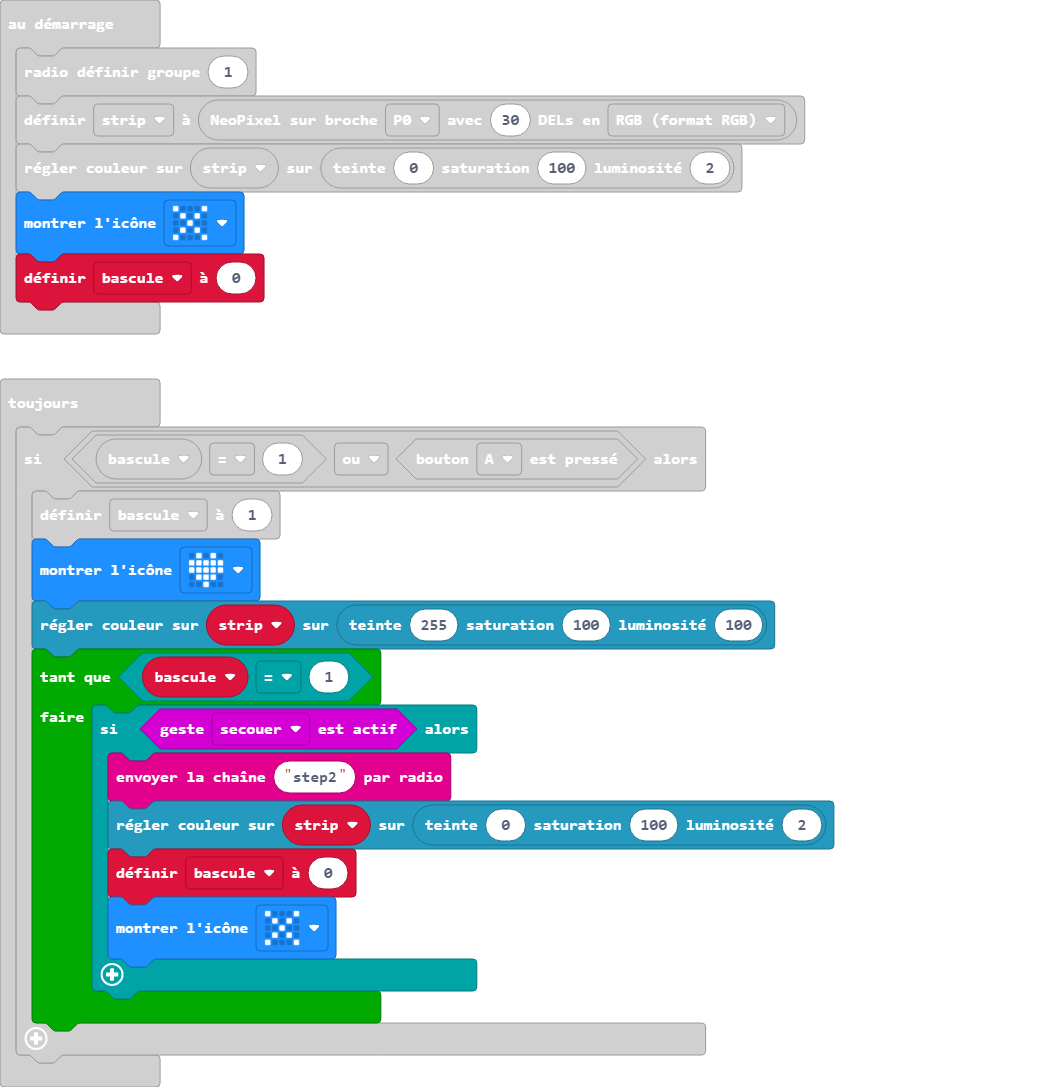 au démarrage
radio définir groupe 1
définir strip à NeoPixel sur broche P0 avec 30 DELs en RGB (format RGB)
régler couleur sur strip sur teinte 0 saturation 100 luminosité 2
montrer l'icône
définir bascule à 0
toujours
si bascule = 1 ou bouton A est pressé alors
définir bascule à 1
montrer l'icône
régler couleur sur strip sur teinte 255 saturation 100 luminosité 100
tant que bascule = 1
faire
si geste secouer est actif alors
envoyer la chaîne "step2" par radio
régler couleur sur strip sur teinte 0 saturation 100 luminosité 2
définir bascule à 0
montrer l'icône